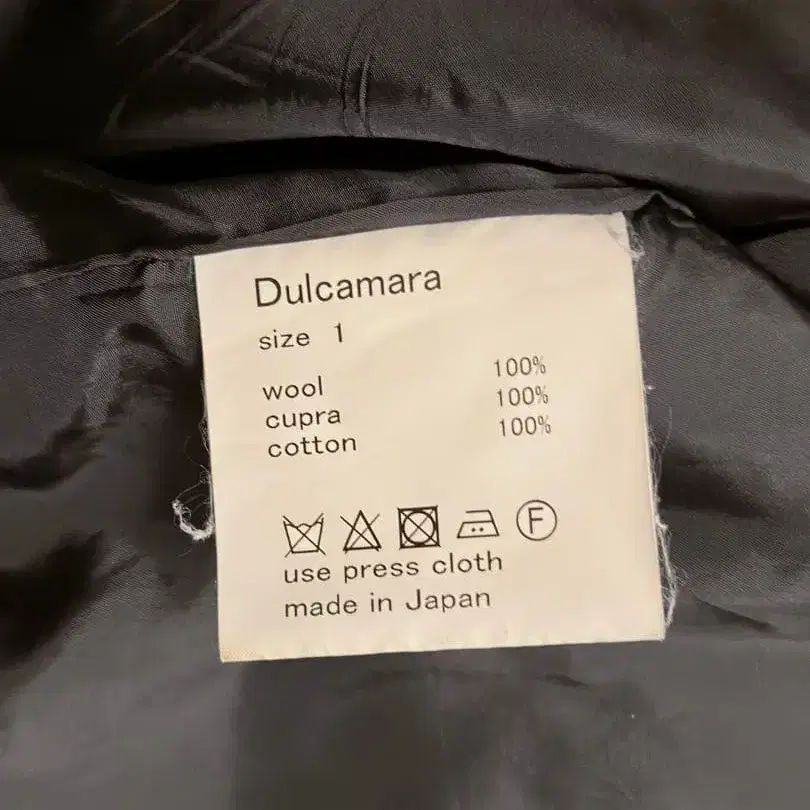 Dulcamara
size 1
wool 100%
cupra 100%
cotton 100%
F
use press cloth
made in Japan